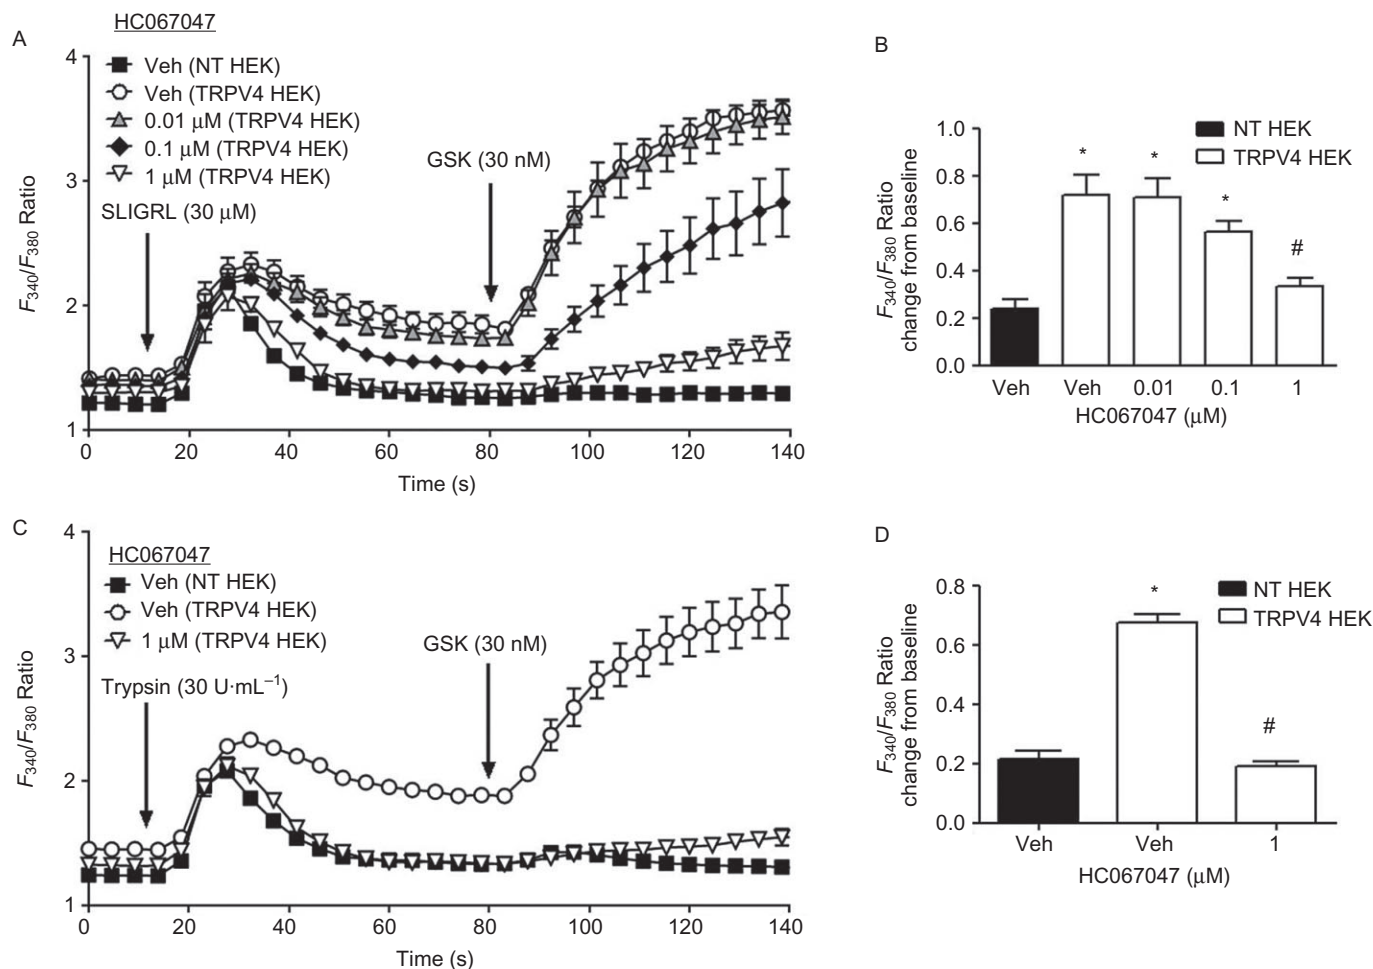 A
HC067047
Veh (NT HEK)
Veh (TRPV4 HEK)
0.01 μM (TRPV4 HEK)
0.1 μM (TRPV4 HEK)
1 μM (TRPV4 HEK)
SLIGRL (30 μM)
GSK (30 nM)
4
3
2
1
F340/F380 Ratio
0 20 40 60 80 100 120 140
Time (s)
B
NT HEK
TRPV4 HEK
1.0
0.8
0.6
0.4
0.2
0.0
F340/F380 Ratio
change from baseline
* * * #
Veh Veh 0.01 0.1 1
HC067047 (μM)
C
HC067047
Veh (NT HEK)
Veh (TRPV4 HEK)
1 μM (TRPV4 HEK)
Trypsin (30 U·mL−1)
GSK (30 nM)
4
3
2
1
F340/F380 Ratio
0 20 40 60 80 100 120 140
Time (s)
D
NT HEK
TRPV4 HEK
0.8
0.6
0.4
0.2
0.0
F340/F380 Ratio
change from baseline
* #
Veh Veh 1
HC067047 (μM)